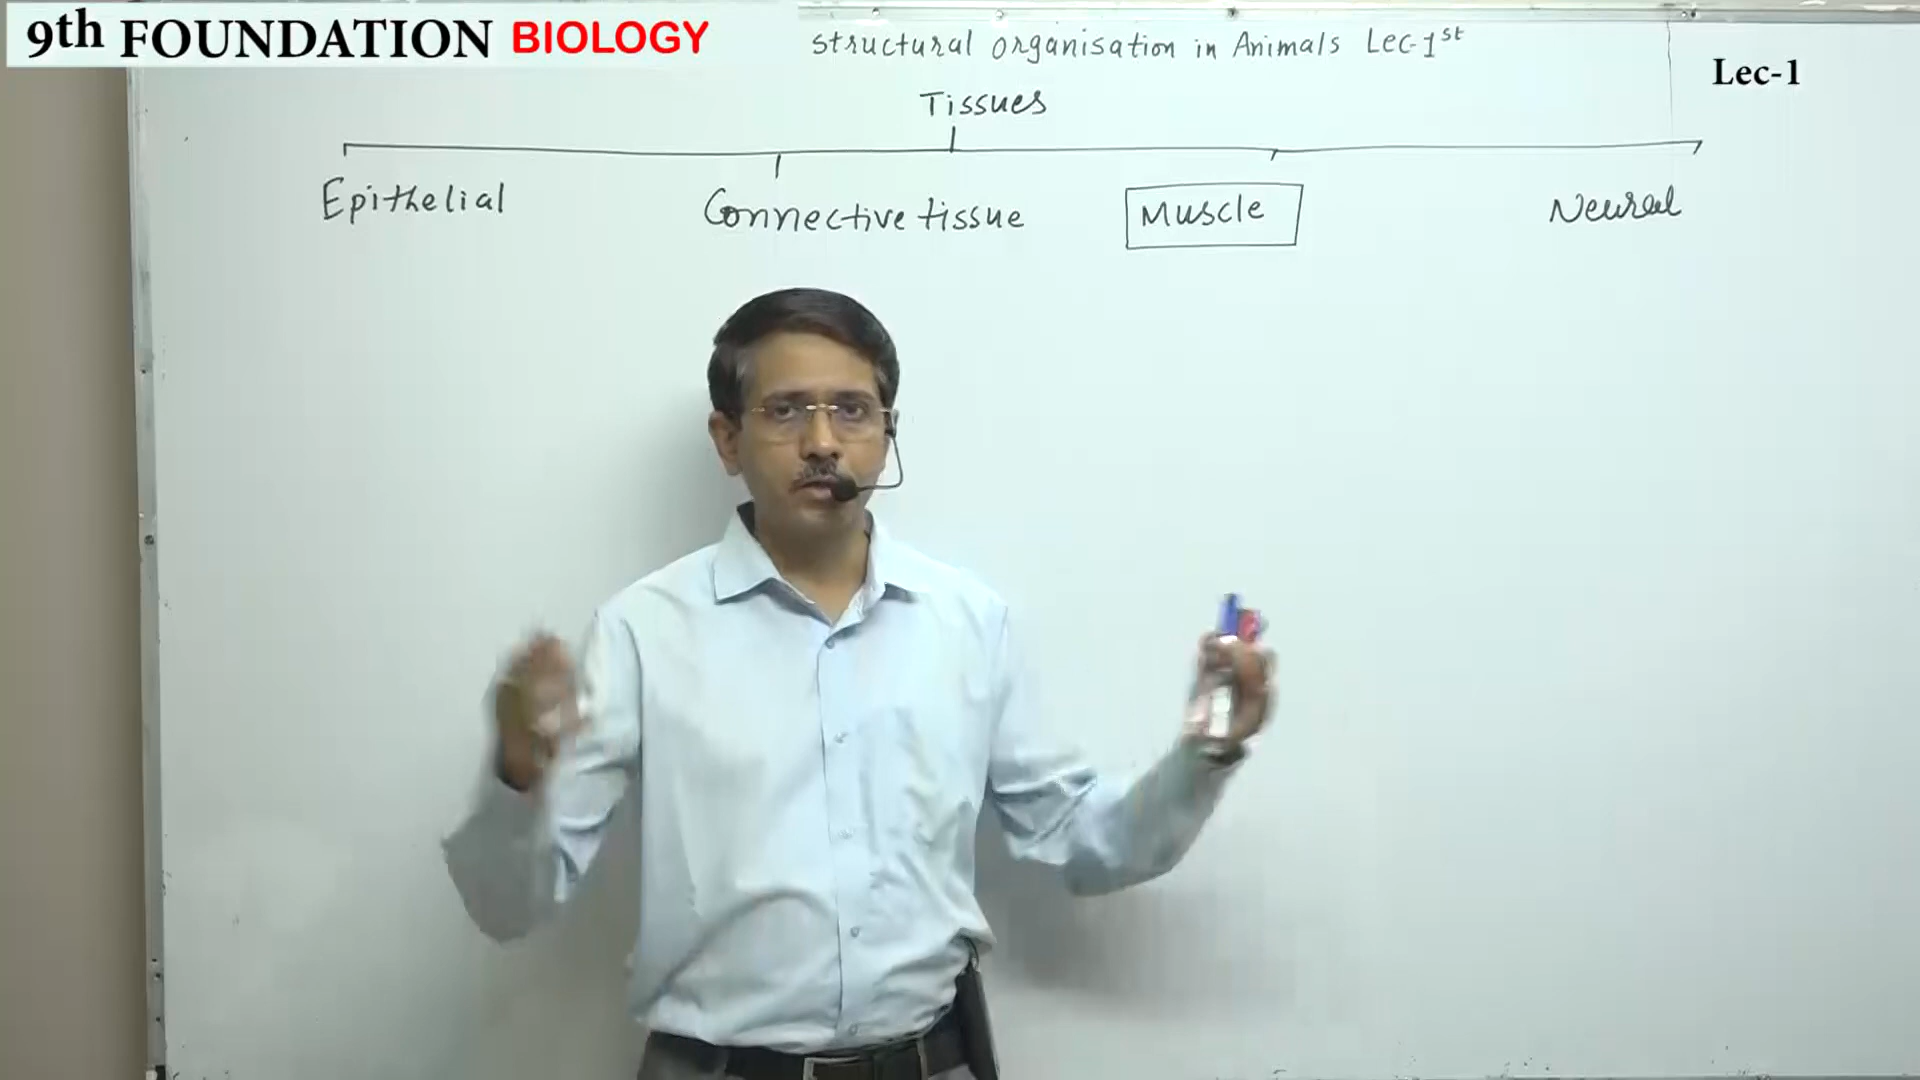 9th FOUNDATION BIOLOGY
Structural organisation in Animals Lec-1st
Lec-1
Tissues
Epithelial Connective tissue Muscle Neural